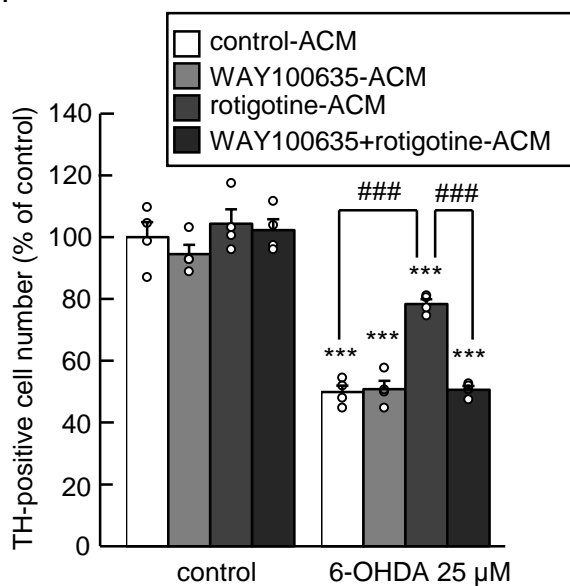 control-ACM
WAY100635-ACM
rotigotine-ACM
WAY100635+rotigotine-ACM
TH-positive cell number (% of control)
140
120
100
80
60
40
20
0
### ###
***
***
*** ***
control 6-OHDA 25 µM